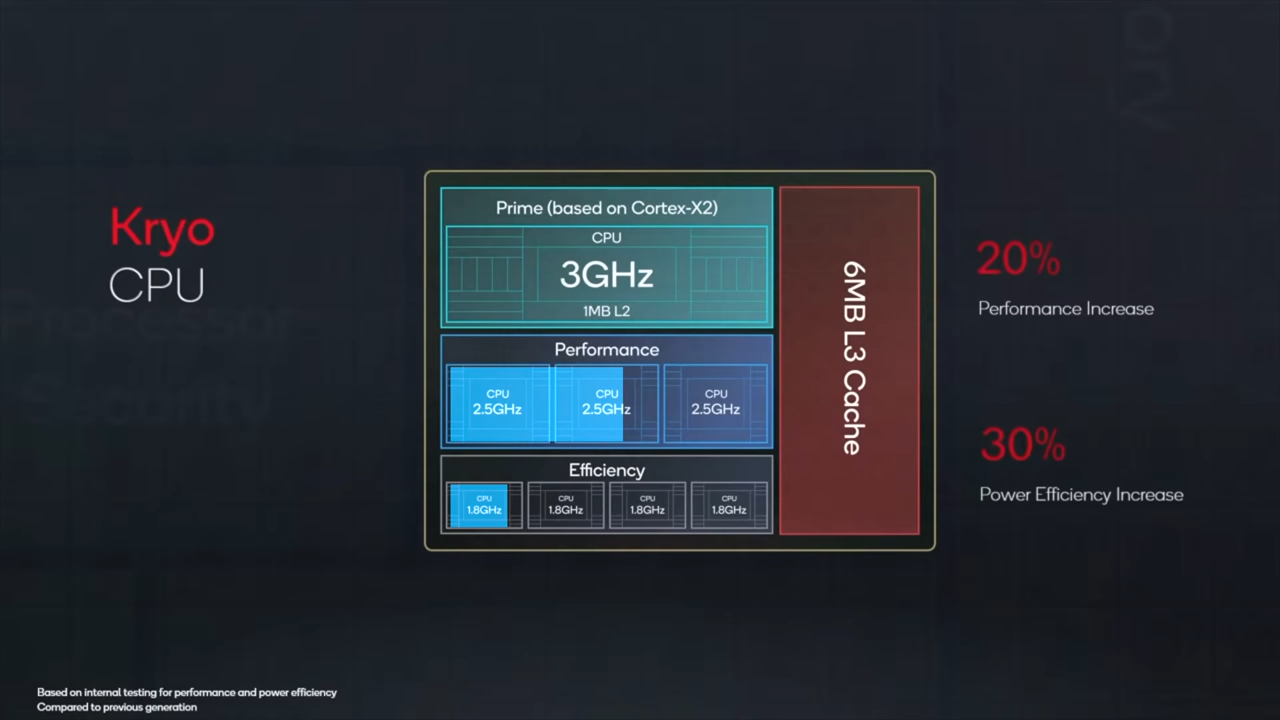 Kryo
CPU
Prime (based on Cortex-X2)
CPU
3GHz
1MB L2
Performance
CPU
2.5GHz
CPU
2.5GHz
CPU
2.5GHz
Efficiency
CPU
1.8GHz
CPU
1.8GHz
CPU
1.8GHz
CPU
1.8GHz
6MB L3 Cache
20%
Performance Increase
30%
Power Efficiency Increase
Processor
Security
ory
Based on internal testing for performance and power efficiency
Compared to previous generation